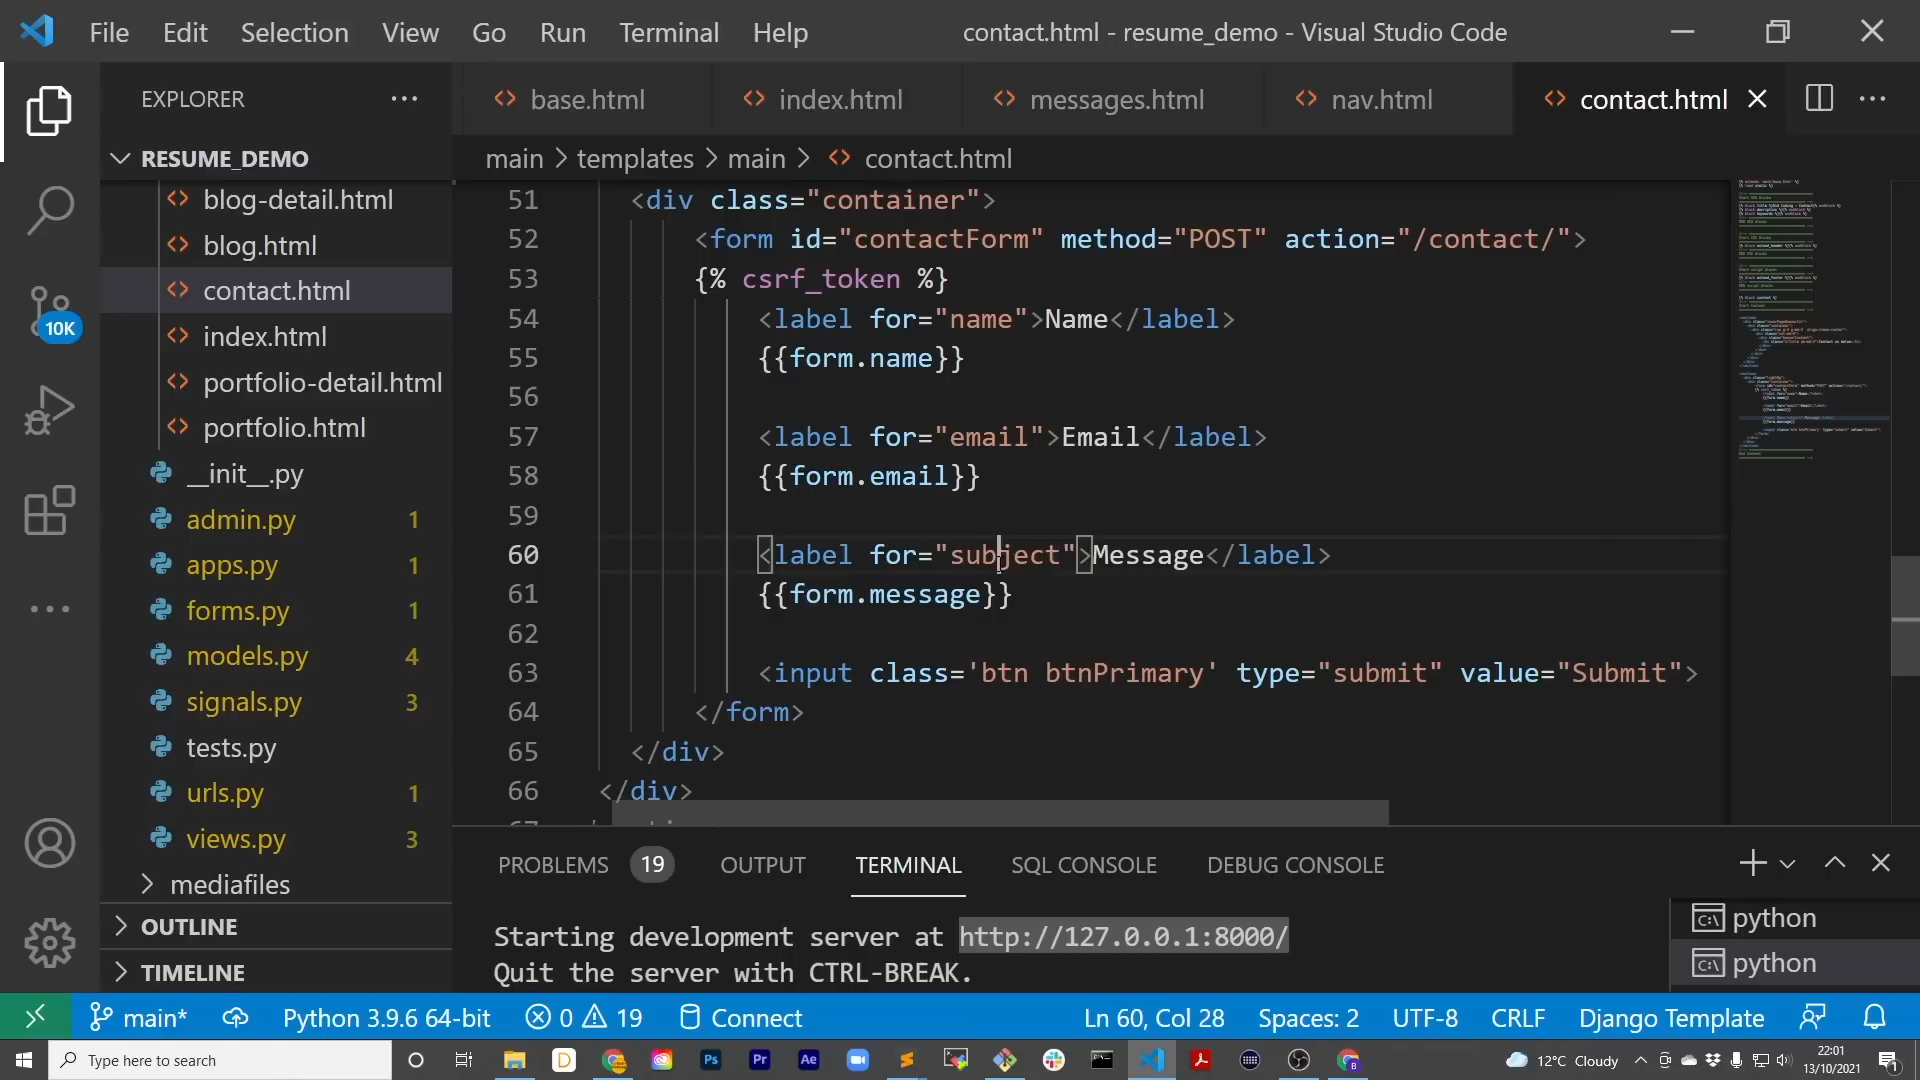 File Edit Selection View Go Run Terminal Help contact.html - resume_demo - Visual Studio Code
EXPLORER
base.html index.html messages.html nav.html contact.html
RESUME_DEMO
main > templates > main > contact.html
blog-detail.html
blog.html
contact.html
index.html
portfolio-detail.html
portfolio.html
__init__.py
admin.py 1
apps.py 1
forms.py 1
models.py 4
signals.py 3
tests.py
urls.py 1
views.py 3
mediafiles
OUTLINE
TIMELINE
10K
51 <div class="container">
52 <form id="contactForm" method="POST" action="/contact/">
53 {% csrf_token %}
54 <label for="name">Name</label>
55 {{form.name}}
56
57 <label for="email">Email</label>
58 {{form.email}}
59
60 <label for="subject">Message</label>
61 {{form.message}}
62
63 <input class='btn btnPrimary' type="submit" value="Submit">
64 </form>
65 </div>
66 </div>
PROBLEMS 19 OUTPUT TERMINAL SQL CONSOLE DEBUG CONSOLE
Starting development server at http://127.0.0.1:8000/
Quit the server with CTRL-BREAK.
python
python
main* Python 3.9.6 64-bit 0 19 Connect Ln 60, Col 28 Spaces: 2 UTF-8 CRLF Django Template
Type here to search
D Ps Pr Ae
12°C Cloudy
22:01
13/10/2021
1